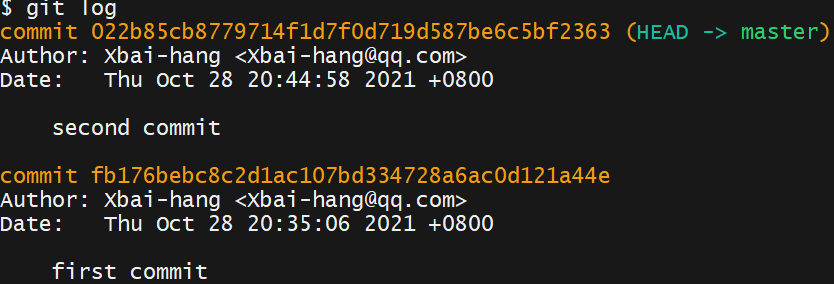 $ git log
commit 022b85cb8779714f1d7f0d719d587be6c5bf2363 (HEAD -> master)
Author: Xbai-hang <Xbai-hang@qq.com>
Date:   Thu Oct 28 20:44:58 2021 +0800
    second commit
commit fb176bebc8c2d1ac107bd334728a6ac0d121a44e
Author: Xbai-hang <Xbai-hang@qq.com>
Date:   Thu Oct 28 20:35:06 2021 +0800
    first commit